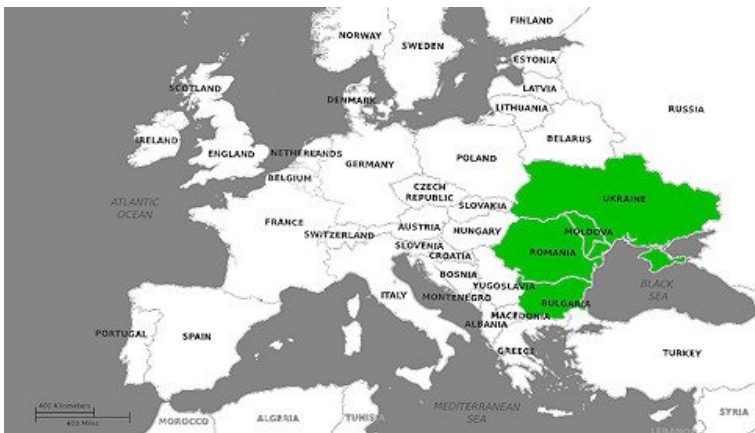 FINLAND
NORWAY
SWEDEN
ESTONIA
SCOTLAND
LATVIA
DENMARK
LITHUANIA
RUSSIA
IRELAND
ENGLAND
NETHERLANDS
BELARUS
GERMANY
POLAND
BELGIUM
CZECH
REPUBLIC
UKRAINE
ATLANTIC
OCEAN
SLOVAKIA
FRANCE
AUSTRIA
HUNGARY
MOLDOVA
SWITZERLAND
SLOVENIA
ROMANIA
CROATIA
BOSNIA
YUGOSLAVIA
BLACK
SEA
ITALY
MONTENEGRO
BULGARIA
MACEDONIA
ALBANIA
PORTUGAL
SPAIN
GREECE
TURKEY
400 Kilometers
400 Miles
MEDITERRANEAN
SEA
MOROCCO
ALGERIA
TUNISIA
SYRIA
LEBANON